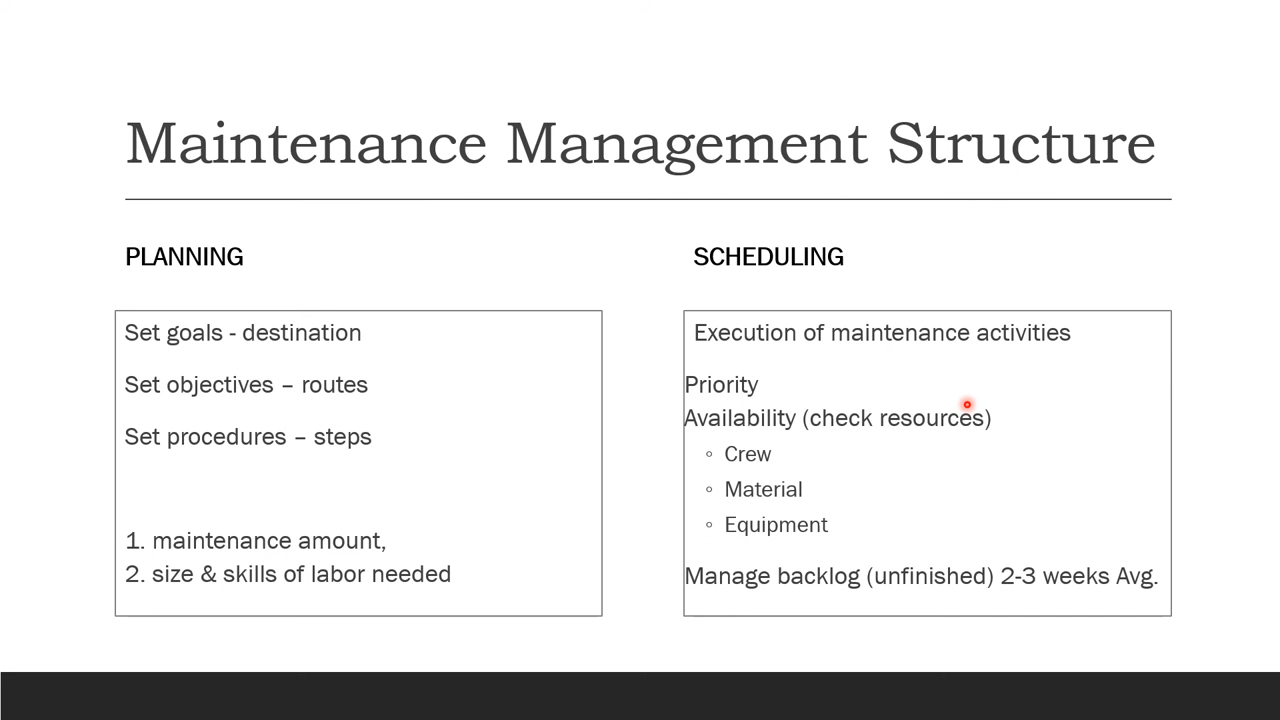 Maintenance Management Structure
PLANNING
Set goals - destination
Set objectives – routes
Set procedures – steps
1. maintenance amount,
2. size & skills of labor needed
SCHEDULING
Execution of maintenance activities
Priority
Availability (check resources)
◦ Crew
◦ Material
◦ Equipment
Manage backlog (unfinished) 2-3 weeks Avg.